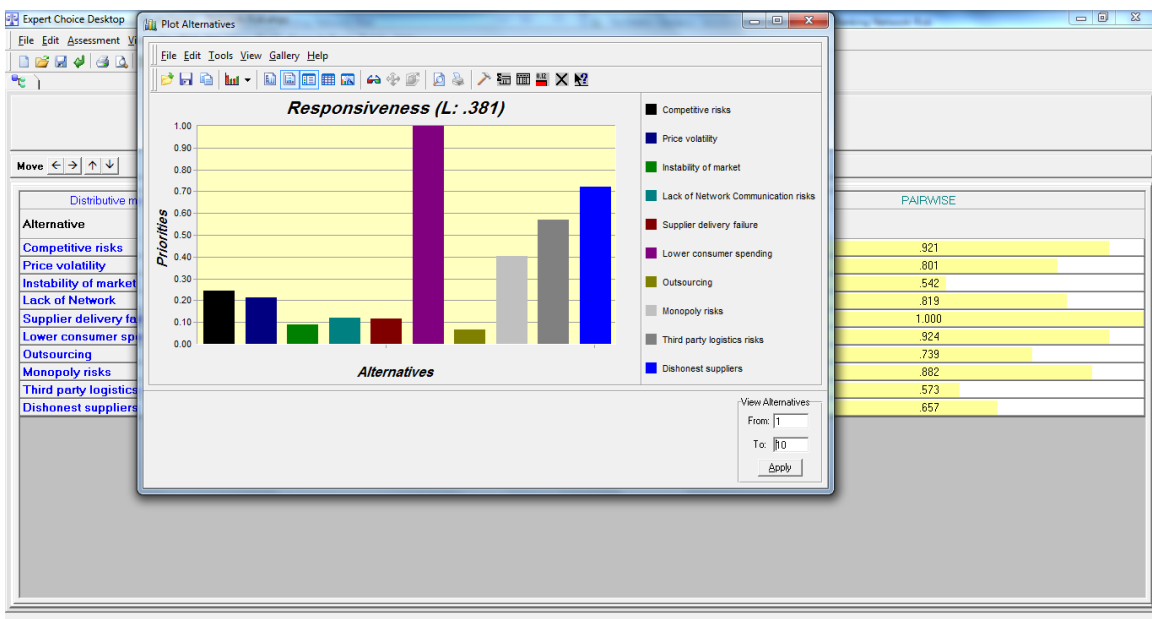 Expert Choice Desktop
File Edit Assessment Vi
Move
Distributive m
PAIRWISE
Alternative
Competitive risks .921
Price volatility .801
Instability of market .542
Lack of Network .819
Supplier delivery fa 1.000
Lower consumer sp .924
Outsourcing .739
Monopoly risks .882
Third party logistics .573
Dishonest suppliers .657
Plot Alternatives
File Edit Tools View Gallery Help
Responsiveness (L: .381)
1.00
0.90
0.80
0.70
0.60
0.50
0.40
0.30
0.20
0.10
0.00
Priorities
Alternatives
Competitive risks
Price volatility
Instability of market
Lack of Network Communication risks
Supplier delivery failure
Lower consumer spending
Outsourcing
Monopoly risks
Third party logistics risks
Dishonest suppliers
View Alternatives
From: 1
To: 10
Apply